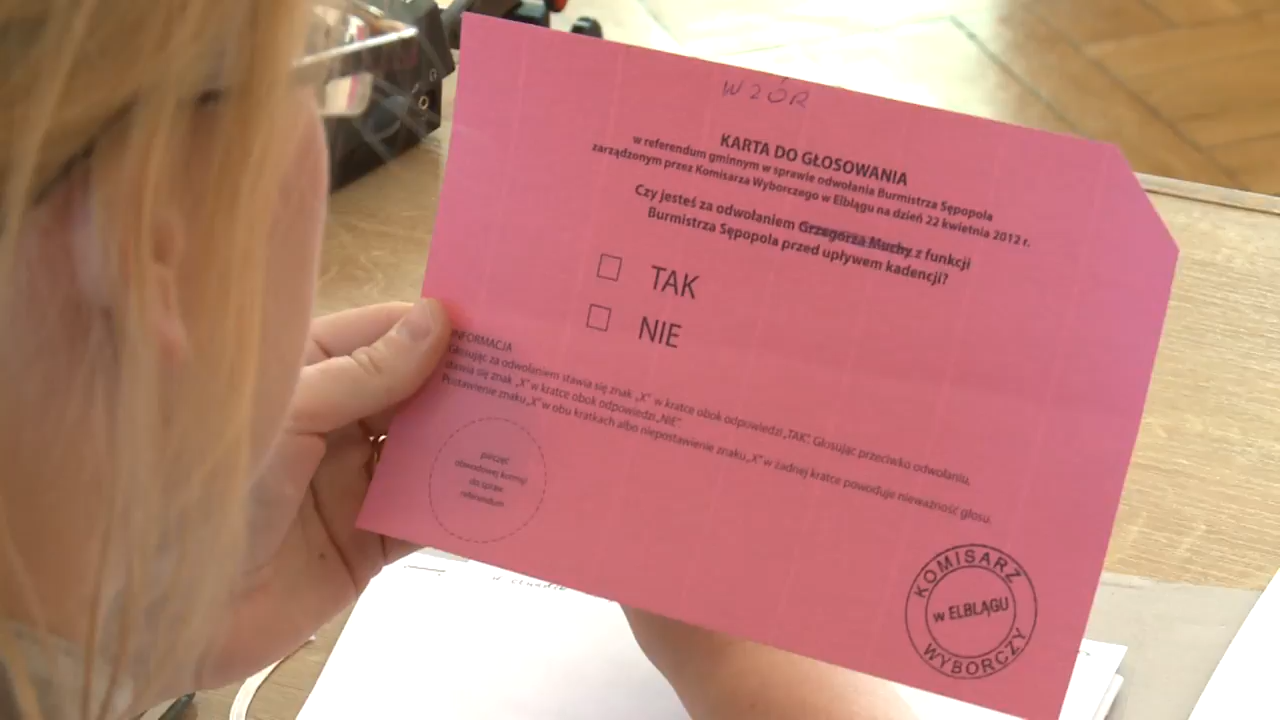 WZÓR
KARTA DO GŁOSOWANIA
w referendum gminnym w sprawie odwołania Burmistrza Sępopola
zarządzonym przez Komisarza Wyborczego w Elblągu na dzień 22 kwietnia 2012 r.
Czy jesteś za odwołaniem Grzegorza Muchy z funkcji
Burmistrza Sępopola przed upływem kadencji?
TAK
NIE
INFORMACJA
Głosując za odwołaniem stawia się znak „X" w kratce obok odpowiedzi „TAK". Głosując przeciwko odwołaniu,
stawia się znak „X" w kratce obok odpowiedzi „NIE".
Postawienie znaku „X" w obu kratkach albo niepostawienie znaku „X" w żadnej kratce powoduje nieważność głosu.
pieczęć
obwodowej komisji
do spraw
referendum
KOMISARZ
w ELBLĄGU
WYBORCZY